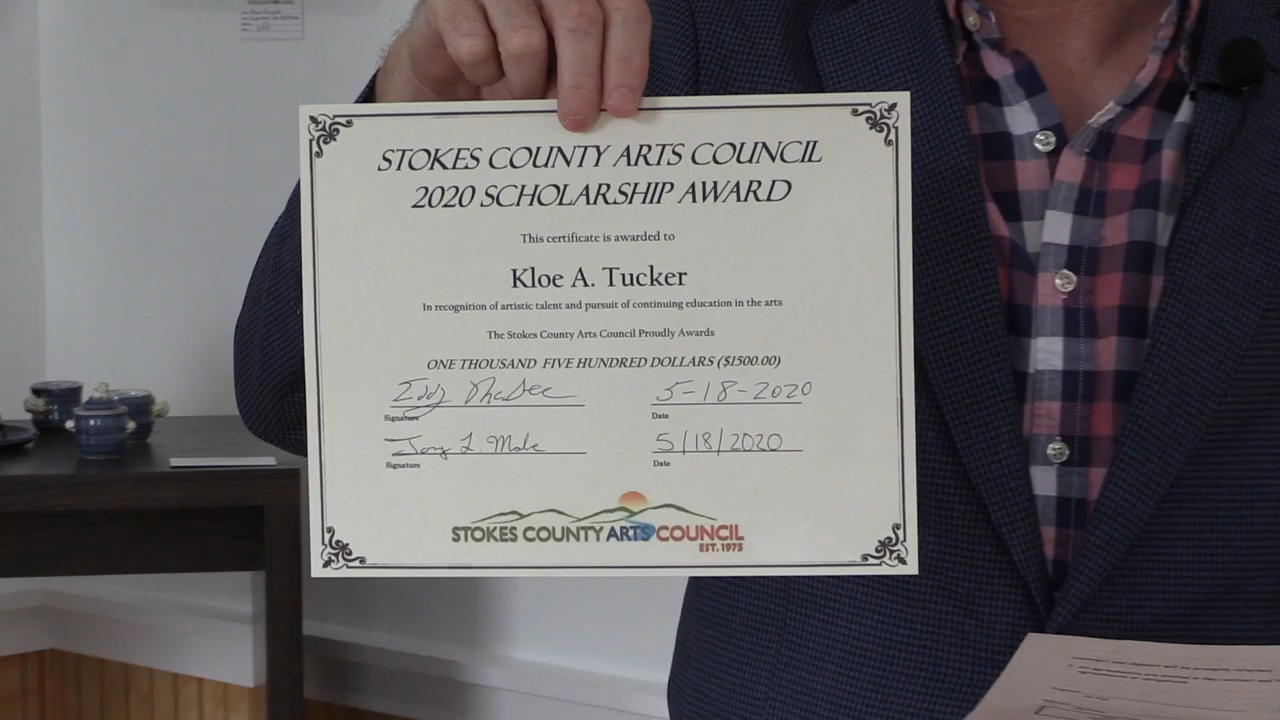 STOKES COUNTY ARTS COUNCIL
2020 SCHOLARSHIP AWARD
This certificate is awarded to
Kloe A. Tucker
In recognition of artistic talent and pursuit of continuing education in the arts
The Stokes County Arts Council Proudly Awards
ONE THOUSAND FIVE HUNDRED DOLLARS ($1500.00)
Eddy McGee 5-18-2020
Signature Date
Tony L. 5/18/2020
Signature Date
STOKES COUNTY ARTS COUNCIL
EST. 1975